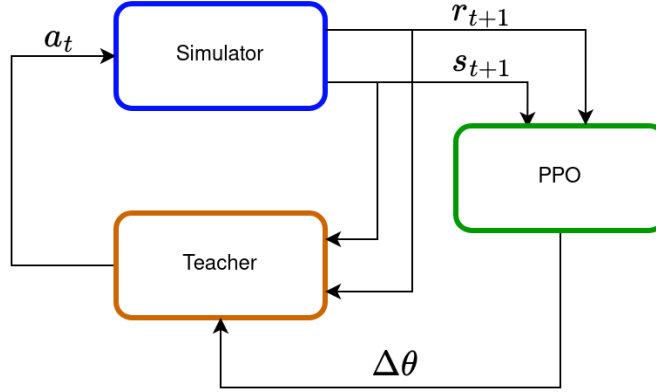 a_t
Simulator
r_{t+1}
s_{t+1}
PPO
Teacher
Δθ